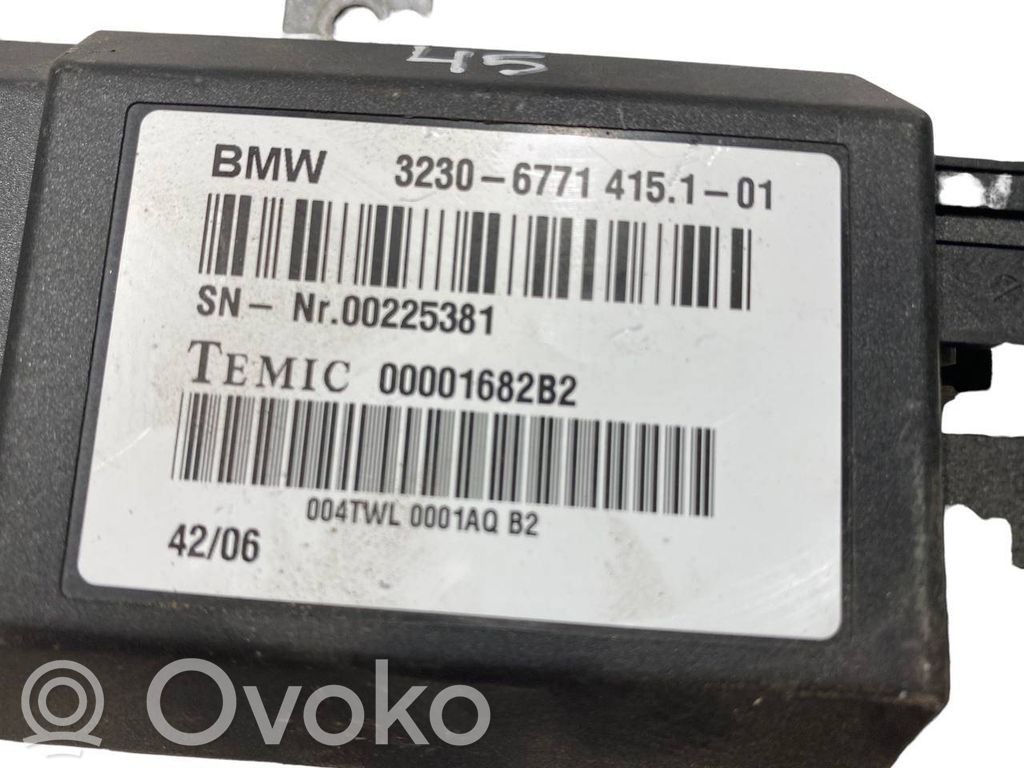 45
BMW 3230-6771 415.1-01
SN- Nr.00225381
TEMIC 00001682B2
004TWL 0001AQ B2
42/06
Ovoko